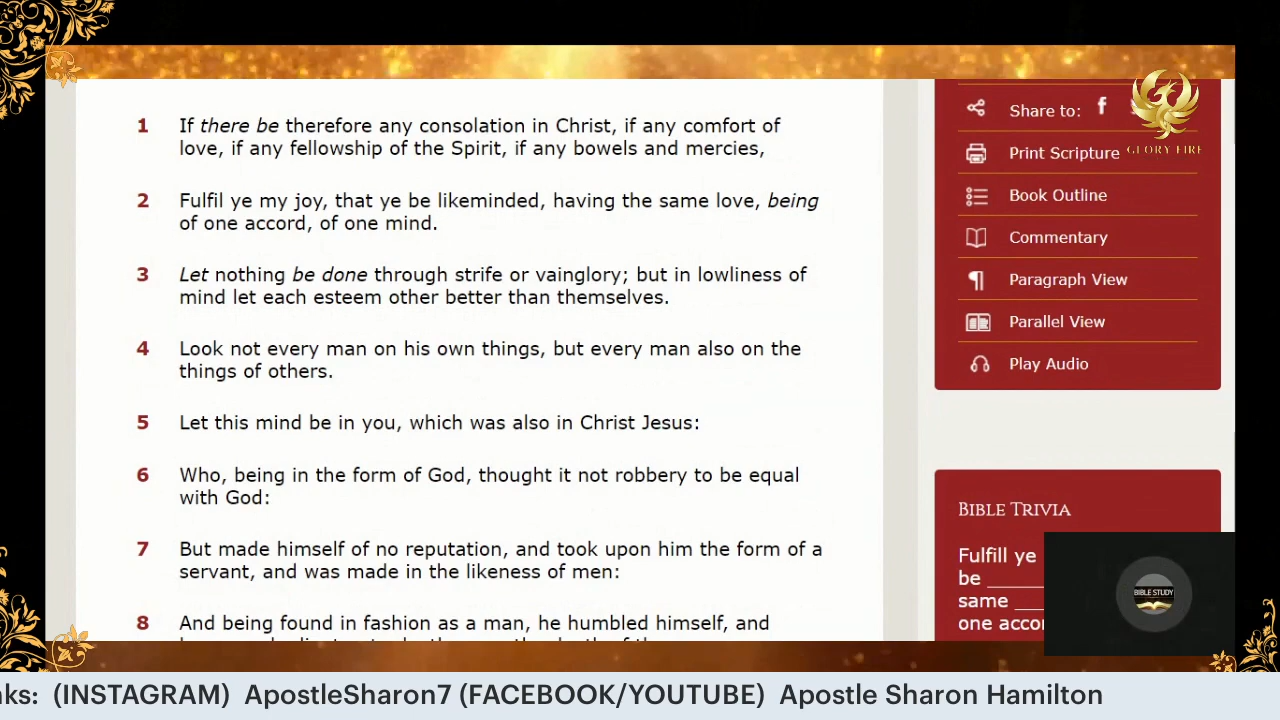 1 If there be therefore any consolation in Christ, if any comfort of
love, if any fellowship of the Spirit, if any bowels and mercies,
2 Fulfil ye my joy, that ye be likeminded, having the same love, being
of one accord, of one mind.
3 Let nothing be done through strife or vainglory; but in lowliness of
mind let each esteem other better than themselves.
4 Look not every man on his own things, but every man also on the
things of others.
5 Let this mind be in you, which was also in Christ Jesus:
6 Who, being in the form of God, thought it not robbery to be equal
with God:
7 But made himself of no reputation, and took upon him the form of a
servant, and was made in the likeness of men:
8 And being found in fashion as a man, he humbled himself, and
Share to:
GLORY FIRE
Print Scripture
Book Outline
Commentary
Paragraph View
Parallel View
Play Audio
BIBLE TRIVIA
Fulfill ye
be
same
one
BIBLE STUDY
(INSTAGRAM) ApostleSharon7 (FACEBOOK/YOUTUBE) Apostle Sharon Hamilton